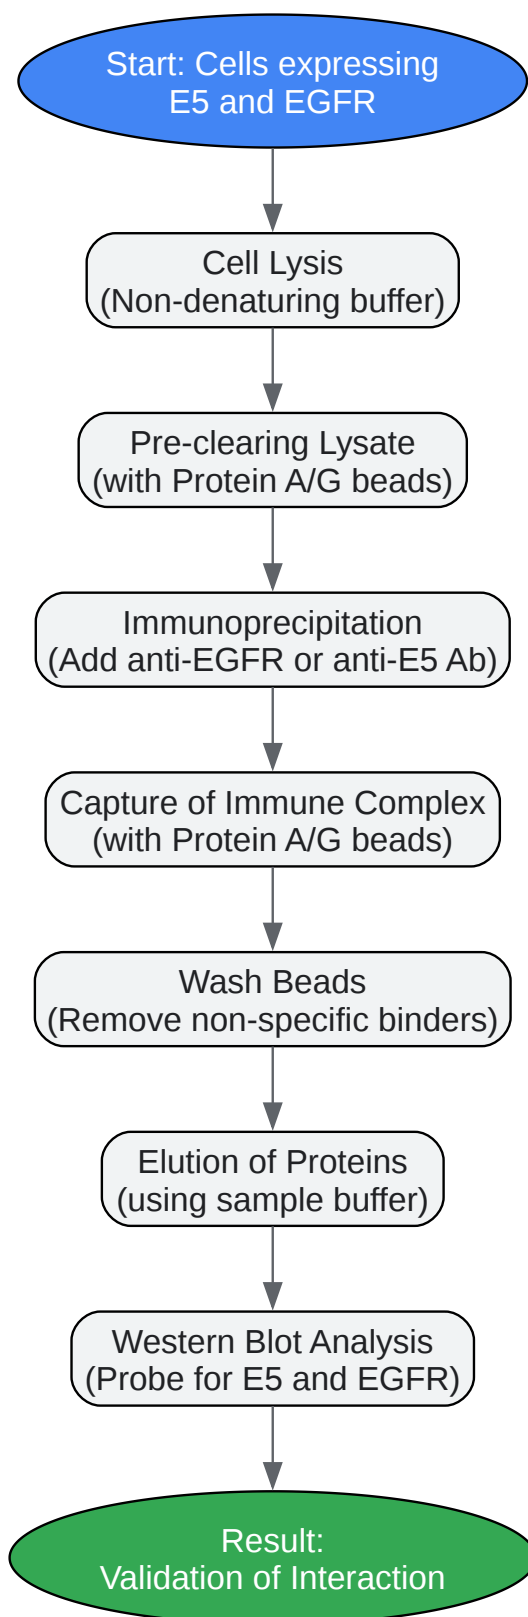 Start: Cells expressing
E5 and EGFR
Cell Lysis
(Non-denaturing buffer)
Pre-clearing Lysate
(with Protein A/G beads)
Immunoprecipitation
(Add anti-EGFR or anti-E5 Ab)
Capture of Immune Complex
(with Protein A/G beads)
Wash Beads
(Remove non-specific binders)
Elution of Proteins
(using sample buffer)
Western Blot Analysis
(Probe for E5 and EGFR)
Result:
Validation of Interaction